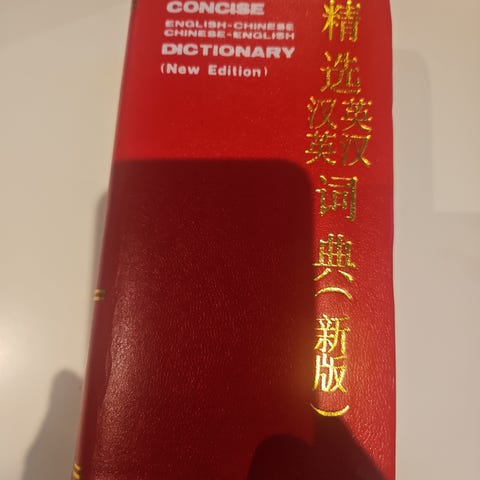 CONCISE
ENGLISH-CHINESE
CHINESE-ENGLISH
DICTIONARY
(New Edition)
精选英汉汉英词典(新版)